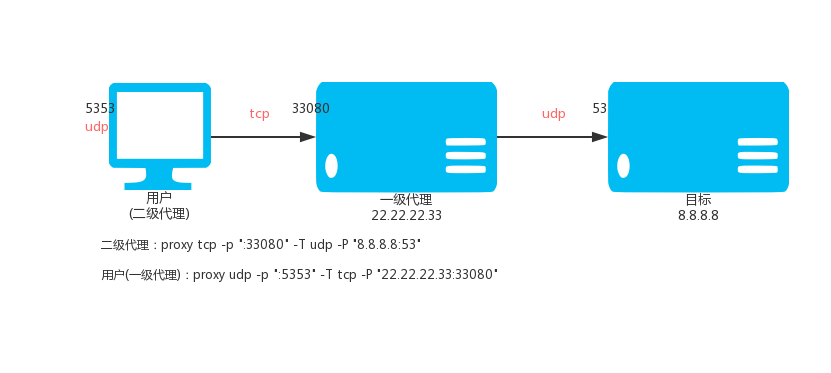 5353
udp
tcp
33080
udp
53
用户
(二级代理)
一级代理
22.22.22.33
目标
8.8.8.8
二级代理：proxy tcp -p ":33080" -T udp -P "8.8.8.8:53"
用户(一级代理)：proxy udp -p ":5353" -T tcp -P "22.22.22.33:33080"